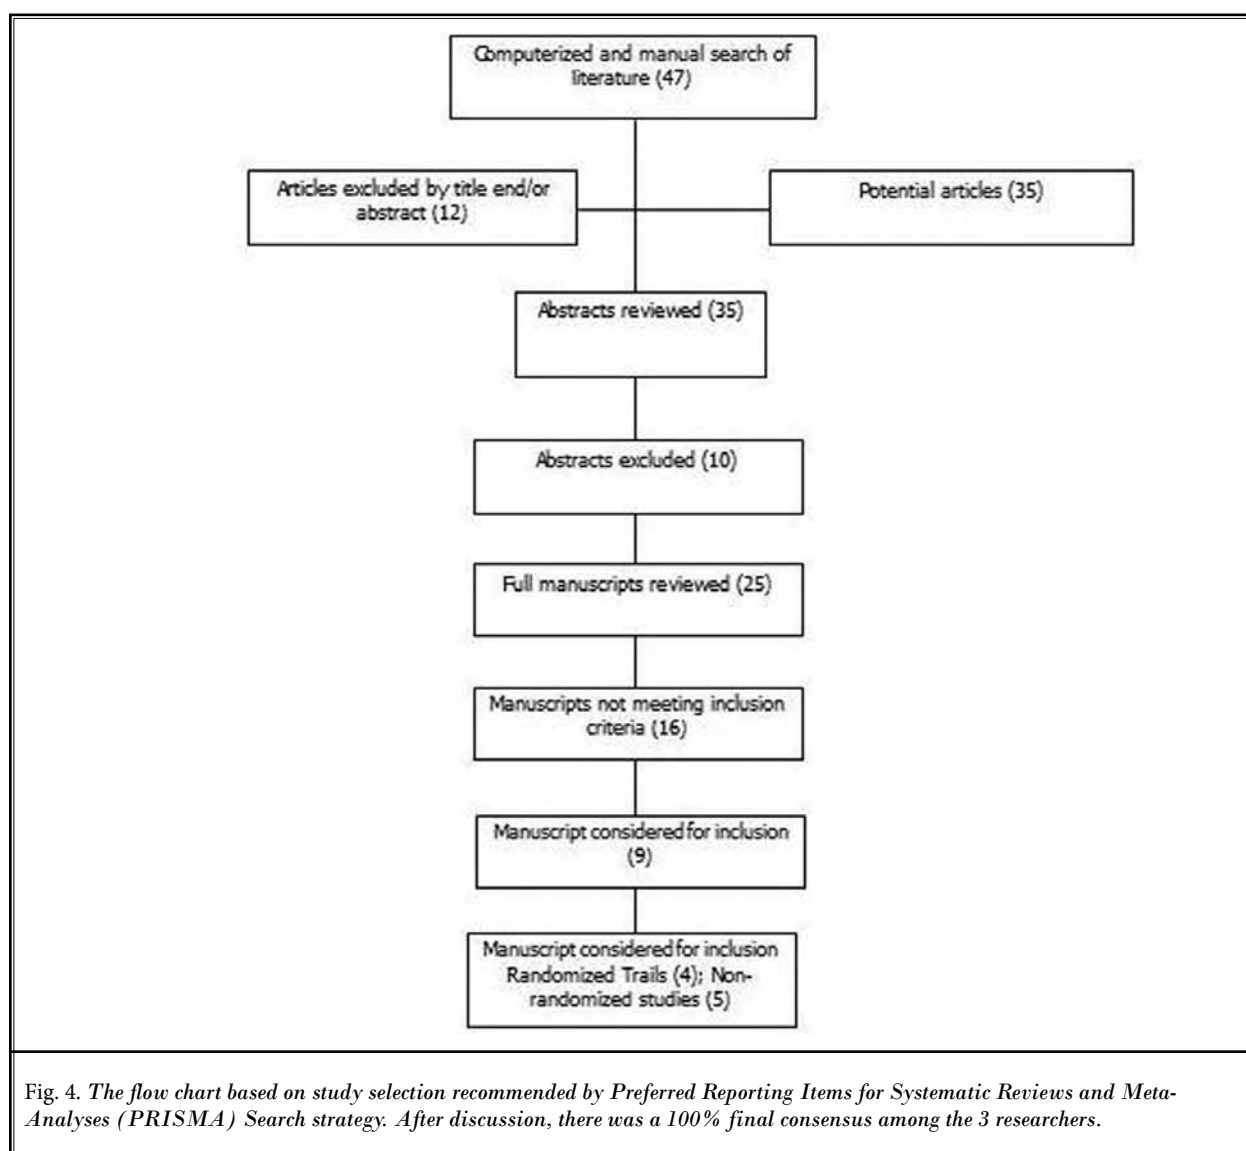 Computerized and manual search of
literature (47)
Articles excluded by title end/or
abstract (12)
Potential articles (35)
Abstracts reviewed (35)
Abstracts excluded (10)
Full manuscripts reviewed (25)
Manuscripts not meeting inclusion
criteria (16)
Manuscript considered for inclusion
(9)
Manuscript considered for inclusion
Randomized Trails (4); Non-
randomized studies (5)
Fig. 4. The flow chart based on study selection recommended by Preferred Reporting Items for Systematic Reviews and Meta-
Analyses (PRISMA) Search strategy. After discussion, there was a 100% final consensus among the 3 researchers.